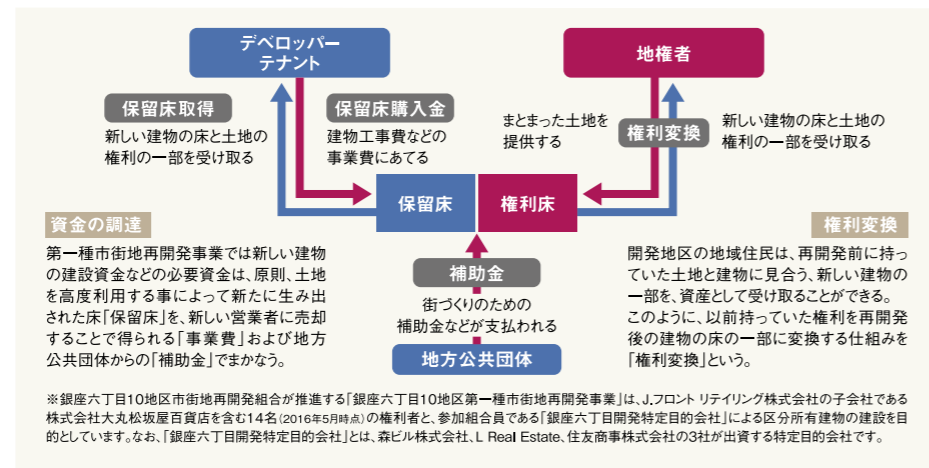 デベロッパー
テナント
地権者
保留床取得
新しい建物の床と土地の
権利の一部を受け取る
保留床購入金
建物工事費などの
事業費にあてる
まとまった土地を
提供する
権利変換
新しい建物の床と土地の
権利の一部を受け取る
保留床
権利床
資金の調達
第一種市街地再開発事業では新しい建物
の建設資金などの必要資金は、原則、土地
を高度利用する事によって新たに生み出
された床「保留床」を、新しい営業者に売却
することで得られる「事業費」および地方
公共団体からの「補助金」でまかなう。
補助金
街づくりのための
補助金などが支払われる
地方公共団体
権利変換
開発地区の地域住民は、再開発前に持っ
ていた土地と建物に見合う、新しい建物の
一部を、資産として受け取ることができる。
このように、以前持っていた権利を再開発
後の建物の床の一部に変換する仕組みを
「権利変換」という。
※銀座六丁目10地区市街地再開発組合が推進する「銀座六丁目10地区第一種市街地再開発事業」は、J.フロント リテイリング株式会社の子会社である
株式会社大丸松坂屋百貨店を含む14名(2016年5月時点)の権利者と、参加組合員である「銀座六丁目開発特定目的会社」による区分所有建物の建設を目
的としています。なお、「銀座六丁目開発特定目的会社」とは、森ビル株式会社、L Real Estate、住友商事株式会社の3社が出資する特定目的会社です。